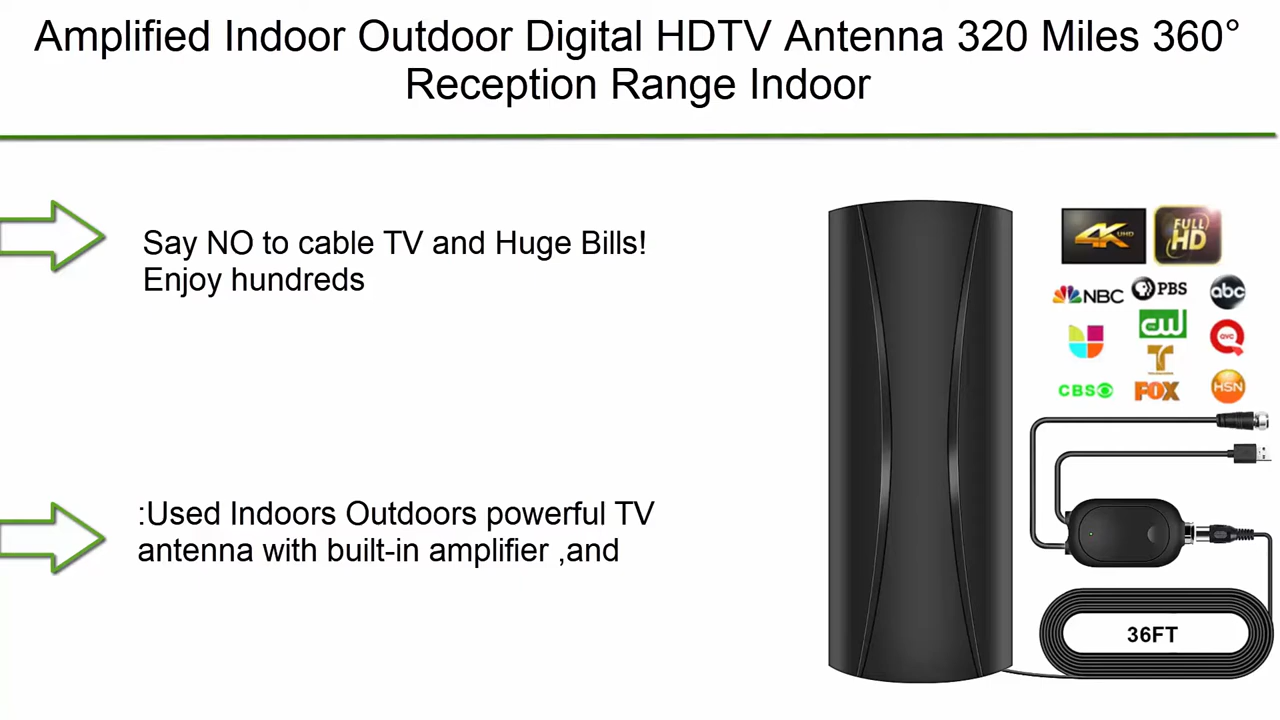 Amplified Indoor Outdoor Digital HDTV Antenna 320 Miles 360°
Reception Range Indoor
Say NO to cable TV and Huge Bills!
Enjoy hundreds
:Used Indoors Outdoors powerful TV
antenna with built-in amplifier ,and
4K UHD
FULL HD
NBC
PBS
abc
CW
QVC
T
CBS
FOX
HSN
36FT